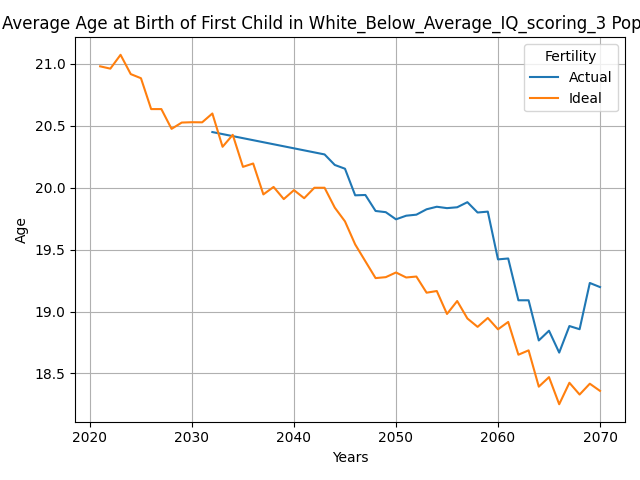 Average Age at Birth of First Child in White_Below_Average_IQ_scoring_3 Pop
Fertility
Actual
Ideal
21.0
20.5
20.0
19.5
19.0
18.5
Age
2020 2030 2040 2050 2060 2070
Years